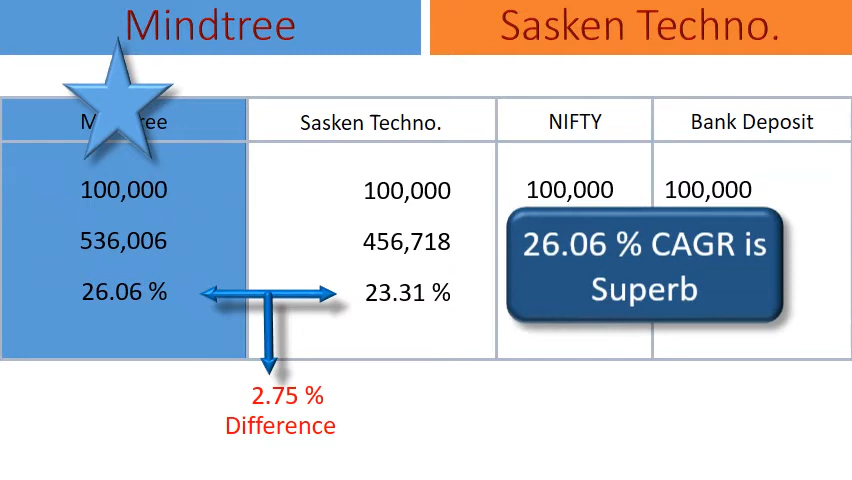 Mindtree
Sasken Techno.
Sasken Techno.
NIFTY
Bank Deposit
100,000
100,000
100,000
100,000
536,006
456,718
26.06 % CAGR is
Superb
26.06 %
23.31 %
2.75 %
Difference